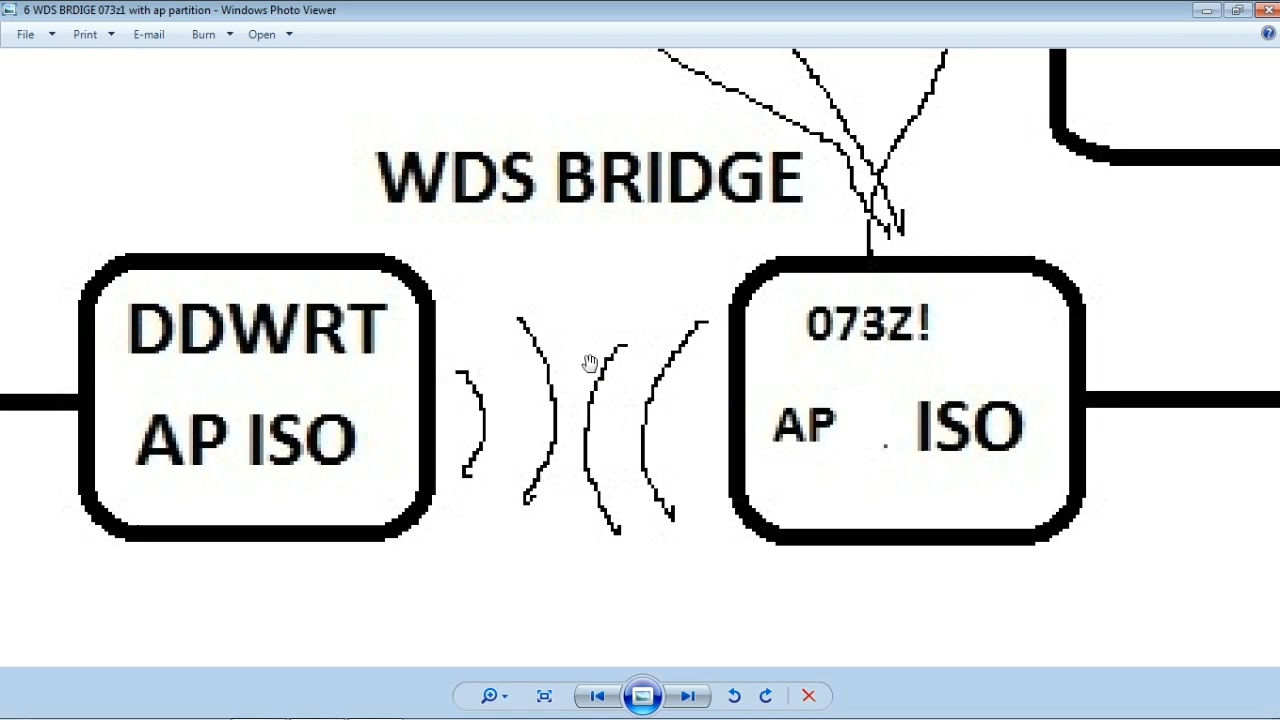 6 WDS BRDIGE 073z1 with ap partition - Windows Photo Viewer
File Print E-mail Burn Open
WDS BRIDGE
DDWRT
AP ISO
073Z!
AP . ISO